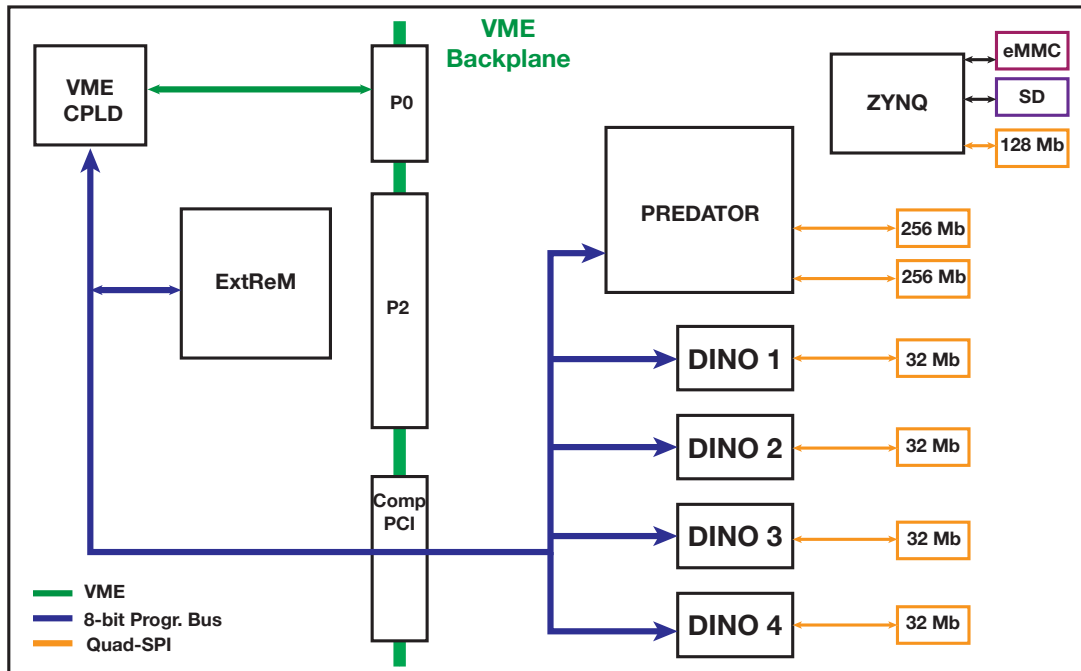 VME
Backplane
VME
CPLD
P0
ZYNQ
eMMC
SD
128 Mb
PREDATOR
256 Mb
256 Mb
ExtReM
P2
DINO 1
32 Mb
DINO 2
32 Mb
Comp
PCI
DINO 3
32 Mb
DINO 4
32 Mb
VME
8-bit Progr. Bus
Quad-SPI